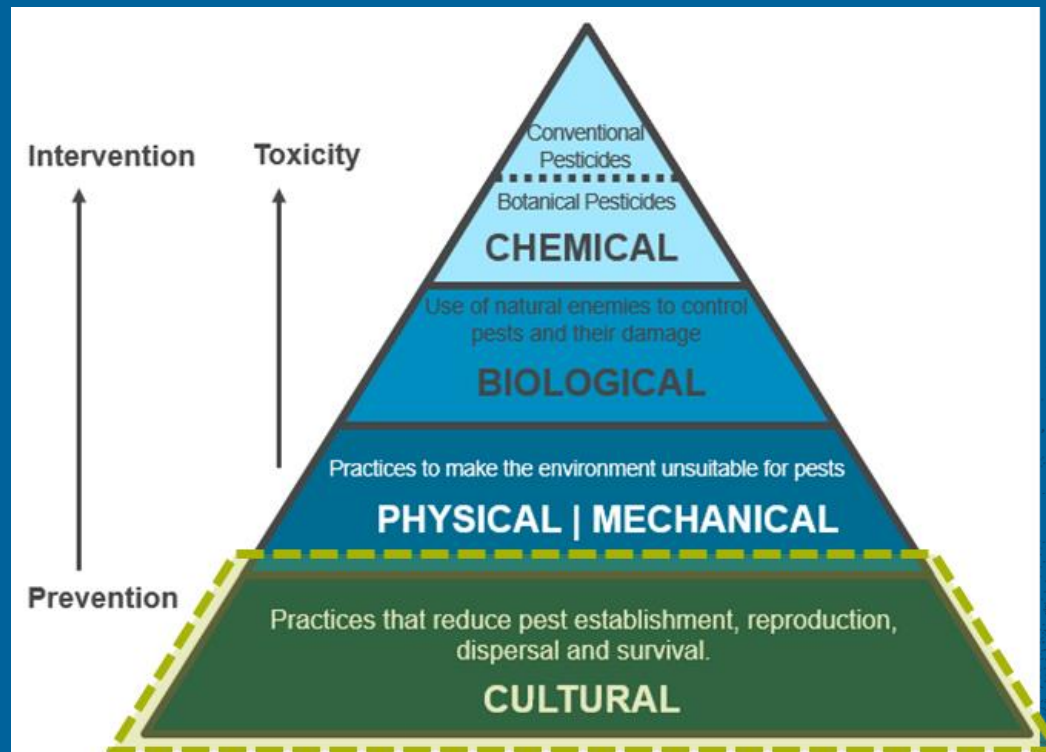 Intervention
Toxicity
Prevention
Conventional
Pesticides
Botanical Pesticides
CHEMICAL
Use of natural enemies to control
pests and their damage
BIOLOGICAL
Practices to make the environment unsuitable for pests
PHYSICAL | MECHANICAL
Practices that reduce pest establishment, reproduction,
dispersal and survival.
CULTURAL